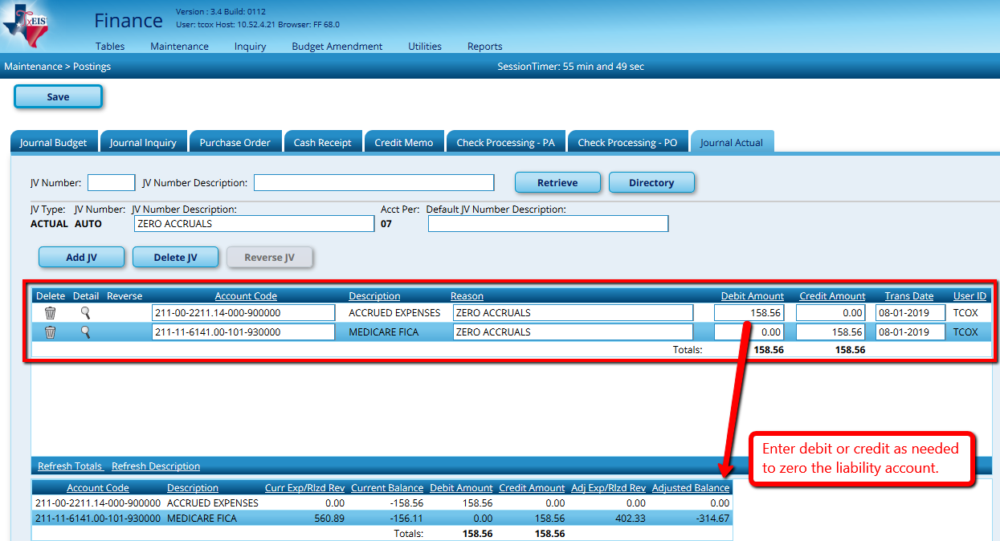 TxEIS
Finance
Version : 3.4 Build: 0112
User: tcox Host: 10.52.4.21 Browser: FF 68.0
Tables Maintenance Inquiry Budget Amendment Utilities Reports
Maintenance > Postings SessionTimer: 55 min and 49 sec
Save
Journal Budget Journal Inquiry Purchase Order Cash Receipt Credit Memo Check Processing - PA Check Processing - PO Journal Actual
JV Number: JV Number Description: Retrieve Directory
JV Type: JV Number: JV Number Description: Acct Per: Default JV Number Description:
ACTUAL AUTO ZERO ACCRUALS 07
Add JV Delete JV Reverse JV
Delete Detail Reverse Account Code Description Reason Debit Amount Credit Amount Trans Date User ID
211-00-2211.14-000-900000 ACCRUED EXPENSES ZERO ACCRUALS 158.56 0.00 08-01-2019 TCOX
211-11-6141.00-101-930000 MEDICARE FICA ZERO ACCRUALS 0.00 158.56 08-01-2019 TCOX
Totals: 158.56 158.56
Enter debit or credit as needed
to zero the liability account.
Refresh Totals Refresh Description
Account Code Description Curr Exp/Rlzd Rev Current Balance Debit Amount Credit Amount Adj Exp/Rlzd Rev Adjusted Balance
211-00-2211.14-000-900000 ACCRUED EXPENSES 0.00 -158.56 158.56 0.00 0.00 0.00
211-11-6141.00-101-930000 MEDICARE FICA 560.89 -156.11 0.00 158.56 402.33 -314.67
Totals: 158.56 158.56